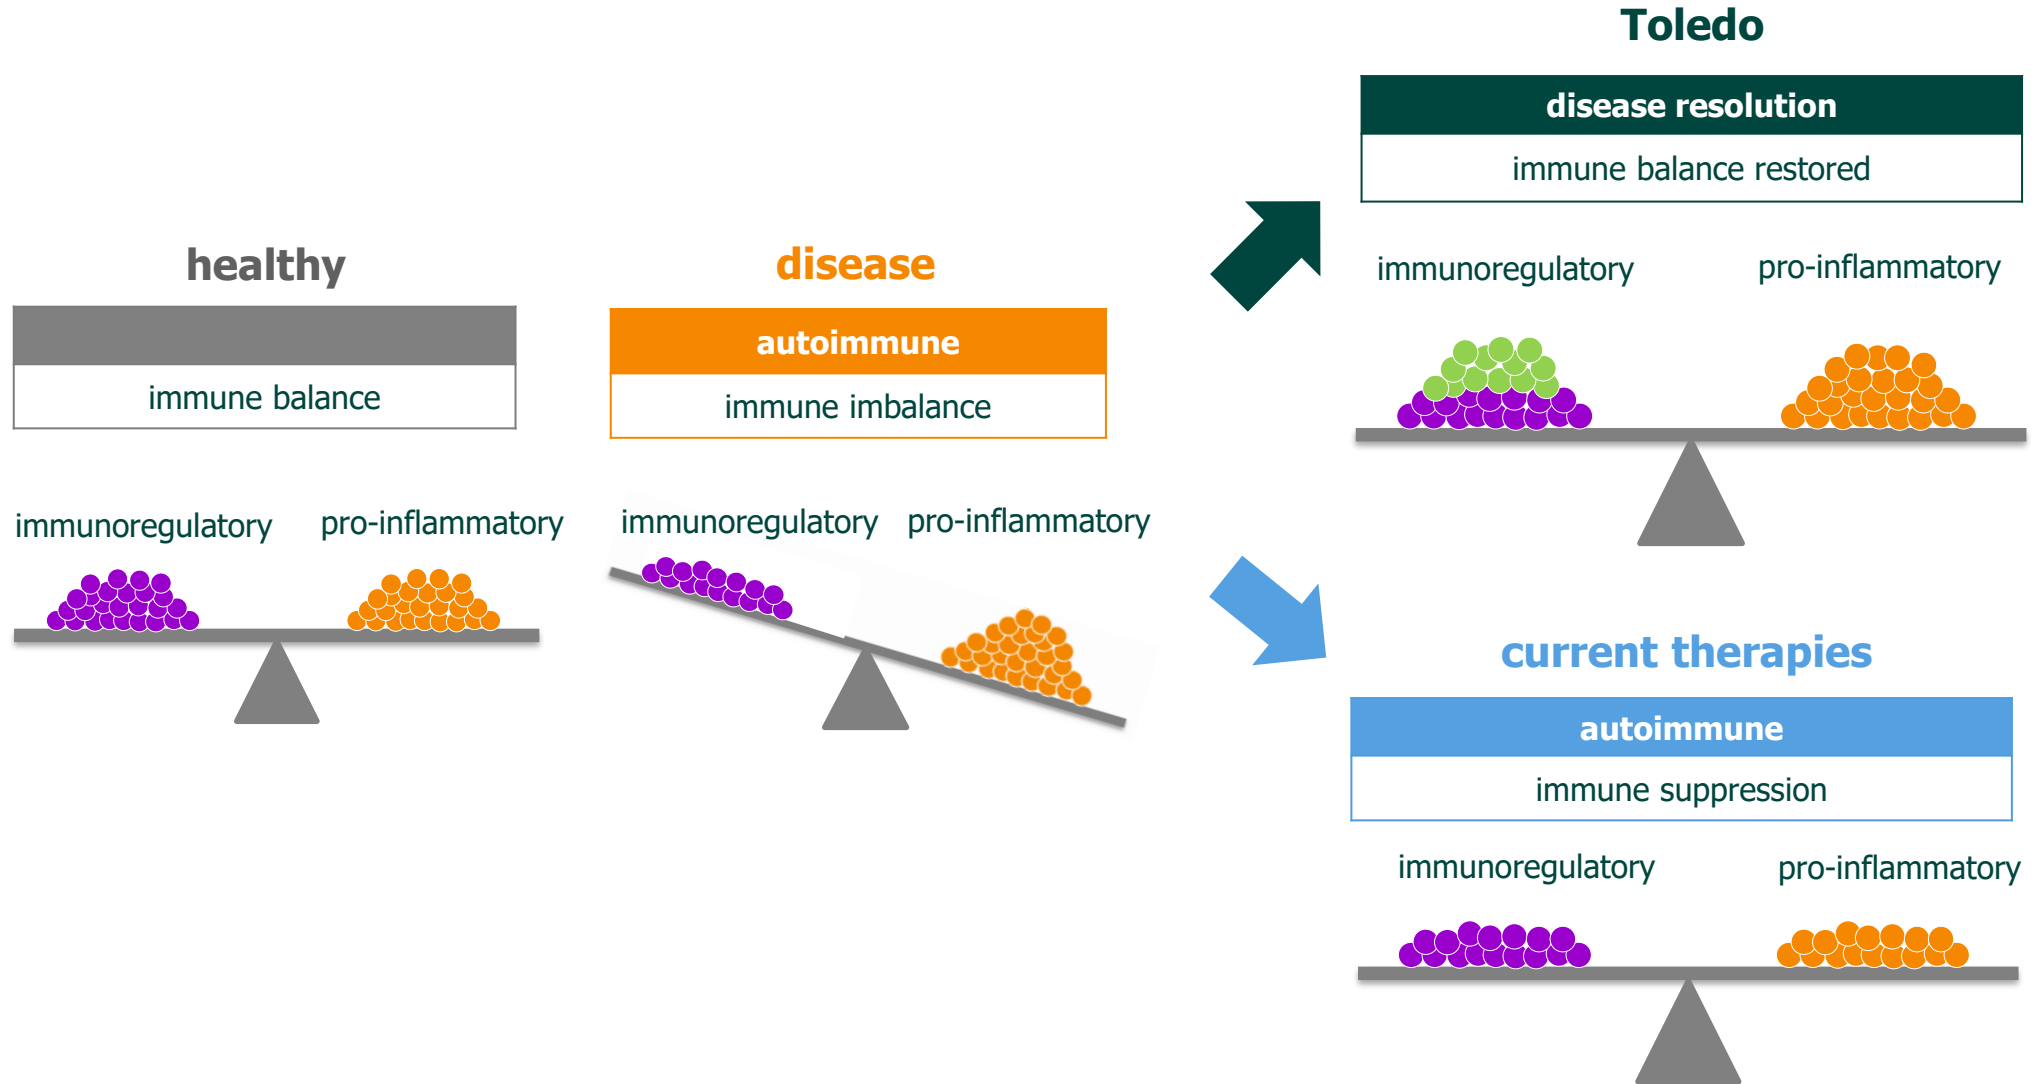 healthy
immune balance
immunoregulatory
pro-inflammatory
disease
autoimmune
immune imbalance
immunoregulatory
pro-inflammatory
Toledo
disease resolution
immune balance restored
immunoregulatory
pro-inflammatory
current therapies
autoimmune
immune suppression
immunoregulatory
pro-inflammatory